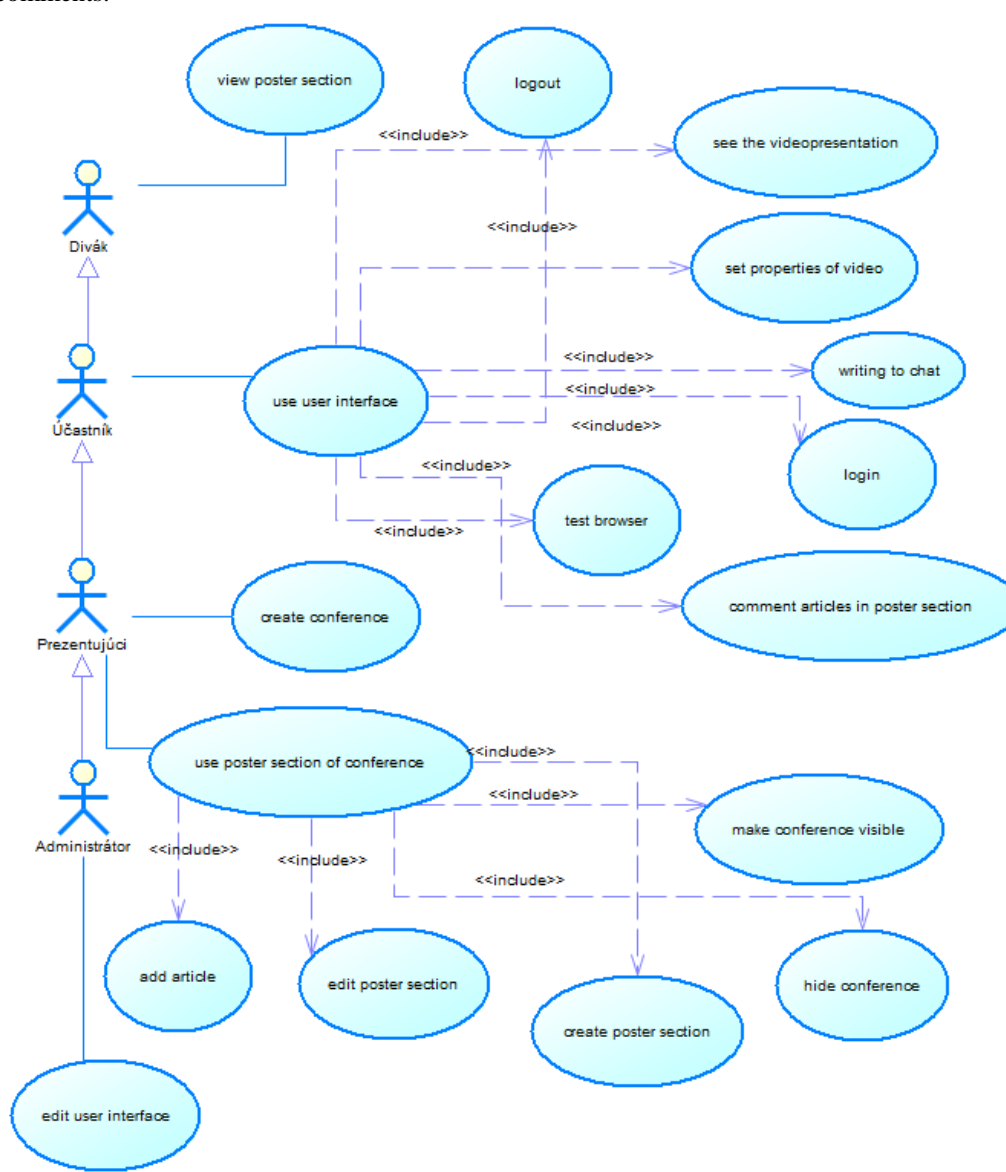 comments.
view poster section
logout
<<include>>
see the videopresentation
Divák
<<include>>
set properties of video
<<include>>
writing to chat
<<include>>
use user interface
Účastník
<<include>>
<<include>>
login
test browser
<<include>>
comment articles in poster section
create conference
Prezentujúci
<<include>>
use poster section of conference
<<include>>
make conference visible
Administrátor
<<include>>
<<include>>
<<include>>
add article
edit poster section
hide conference
create poster section
edit user interface